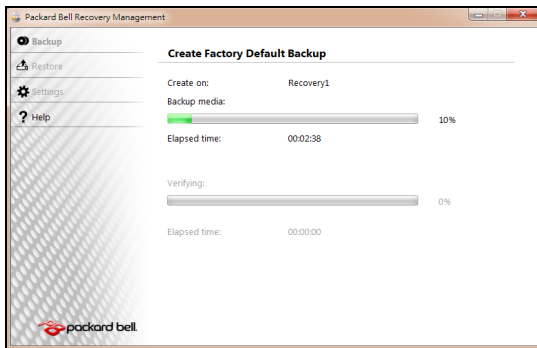 Packard Bell Recovery Management
Backup
Restore
Settings
Help
Create Factory Default Backup
Create on: Recovery1
Backup media:
10%
Elapsed time: 00:02:38
Verifying:
0%
Elapsed time: 00:00:00
packard bell.